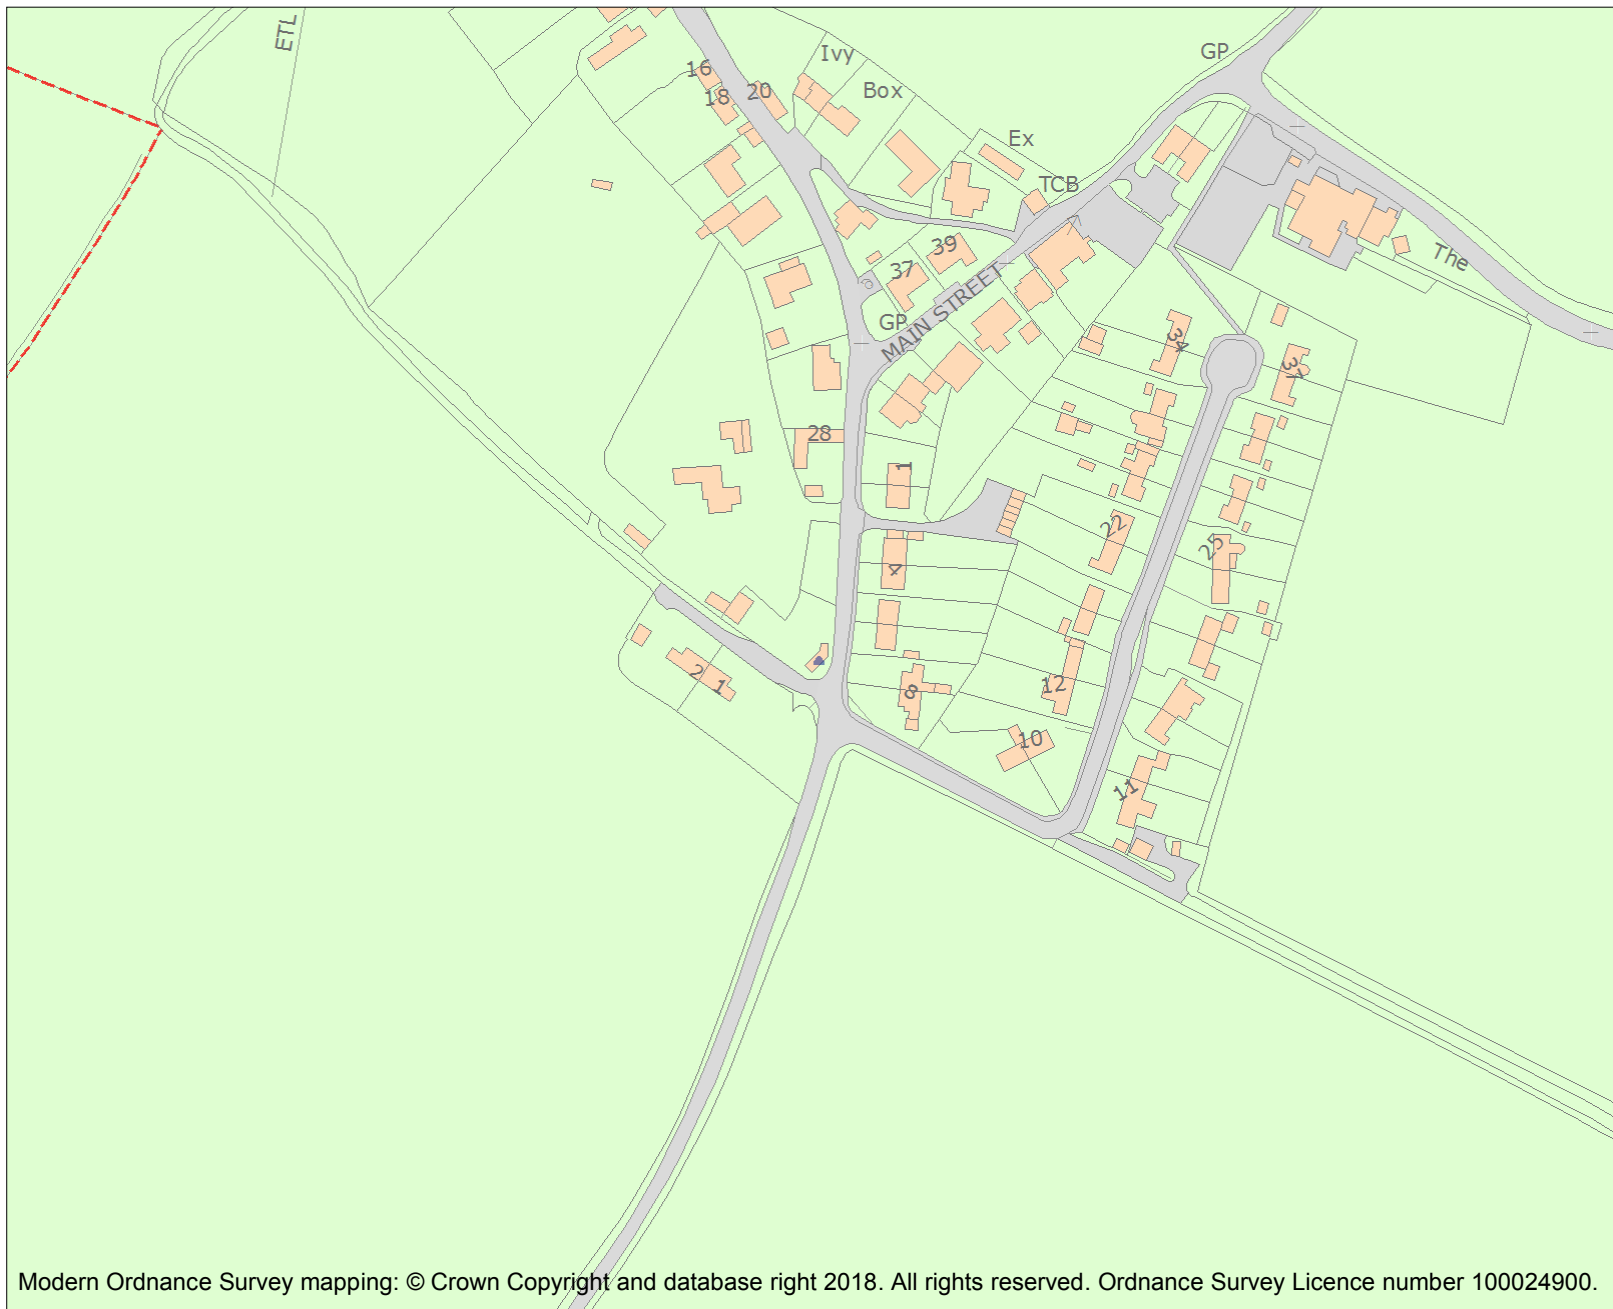 ETL
GP
Ivy
16
18
20
Box
Ex
TCB
39
37
The
GP
MAIN STREET
34
37
28
1
22
25
4
2
1
8
12
10
11
Modern Ordnance Survey mapping: © Crown Copyright and database right 2018. All rights reserved. Ordnance Survey Licence number 100024900.